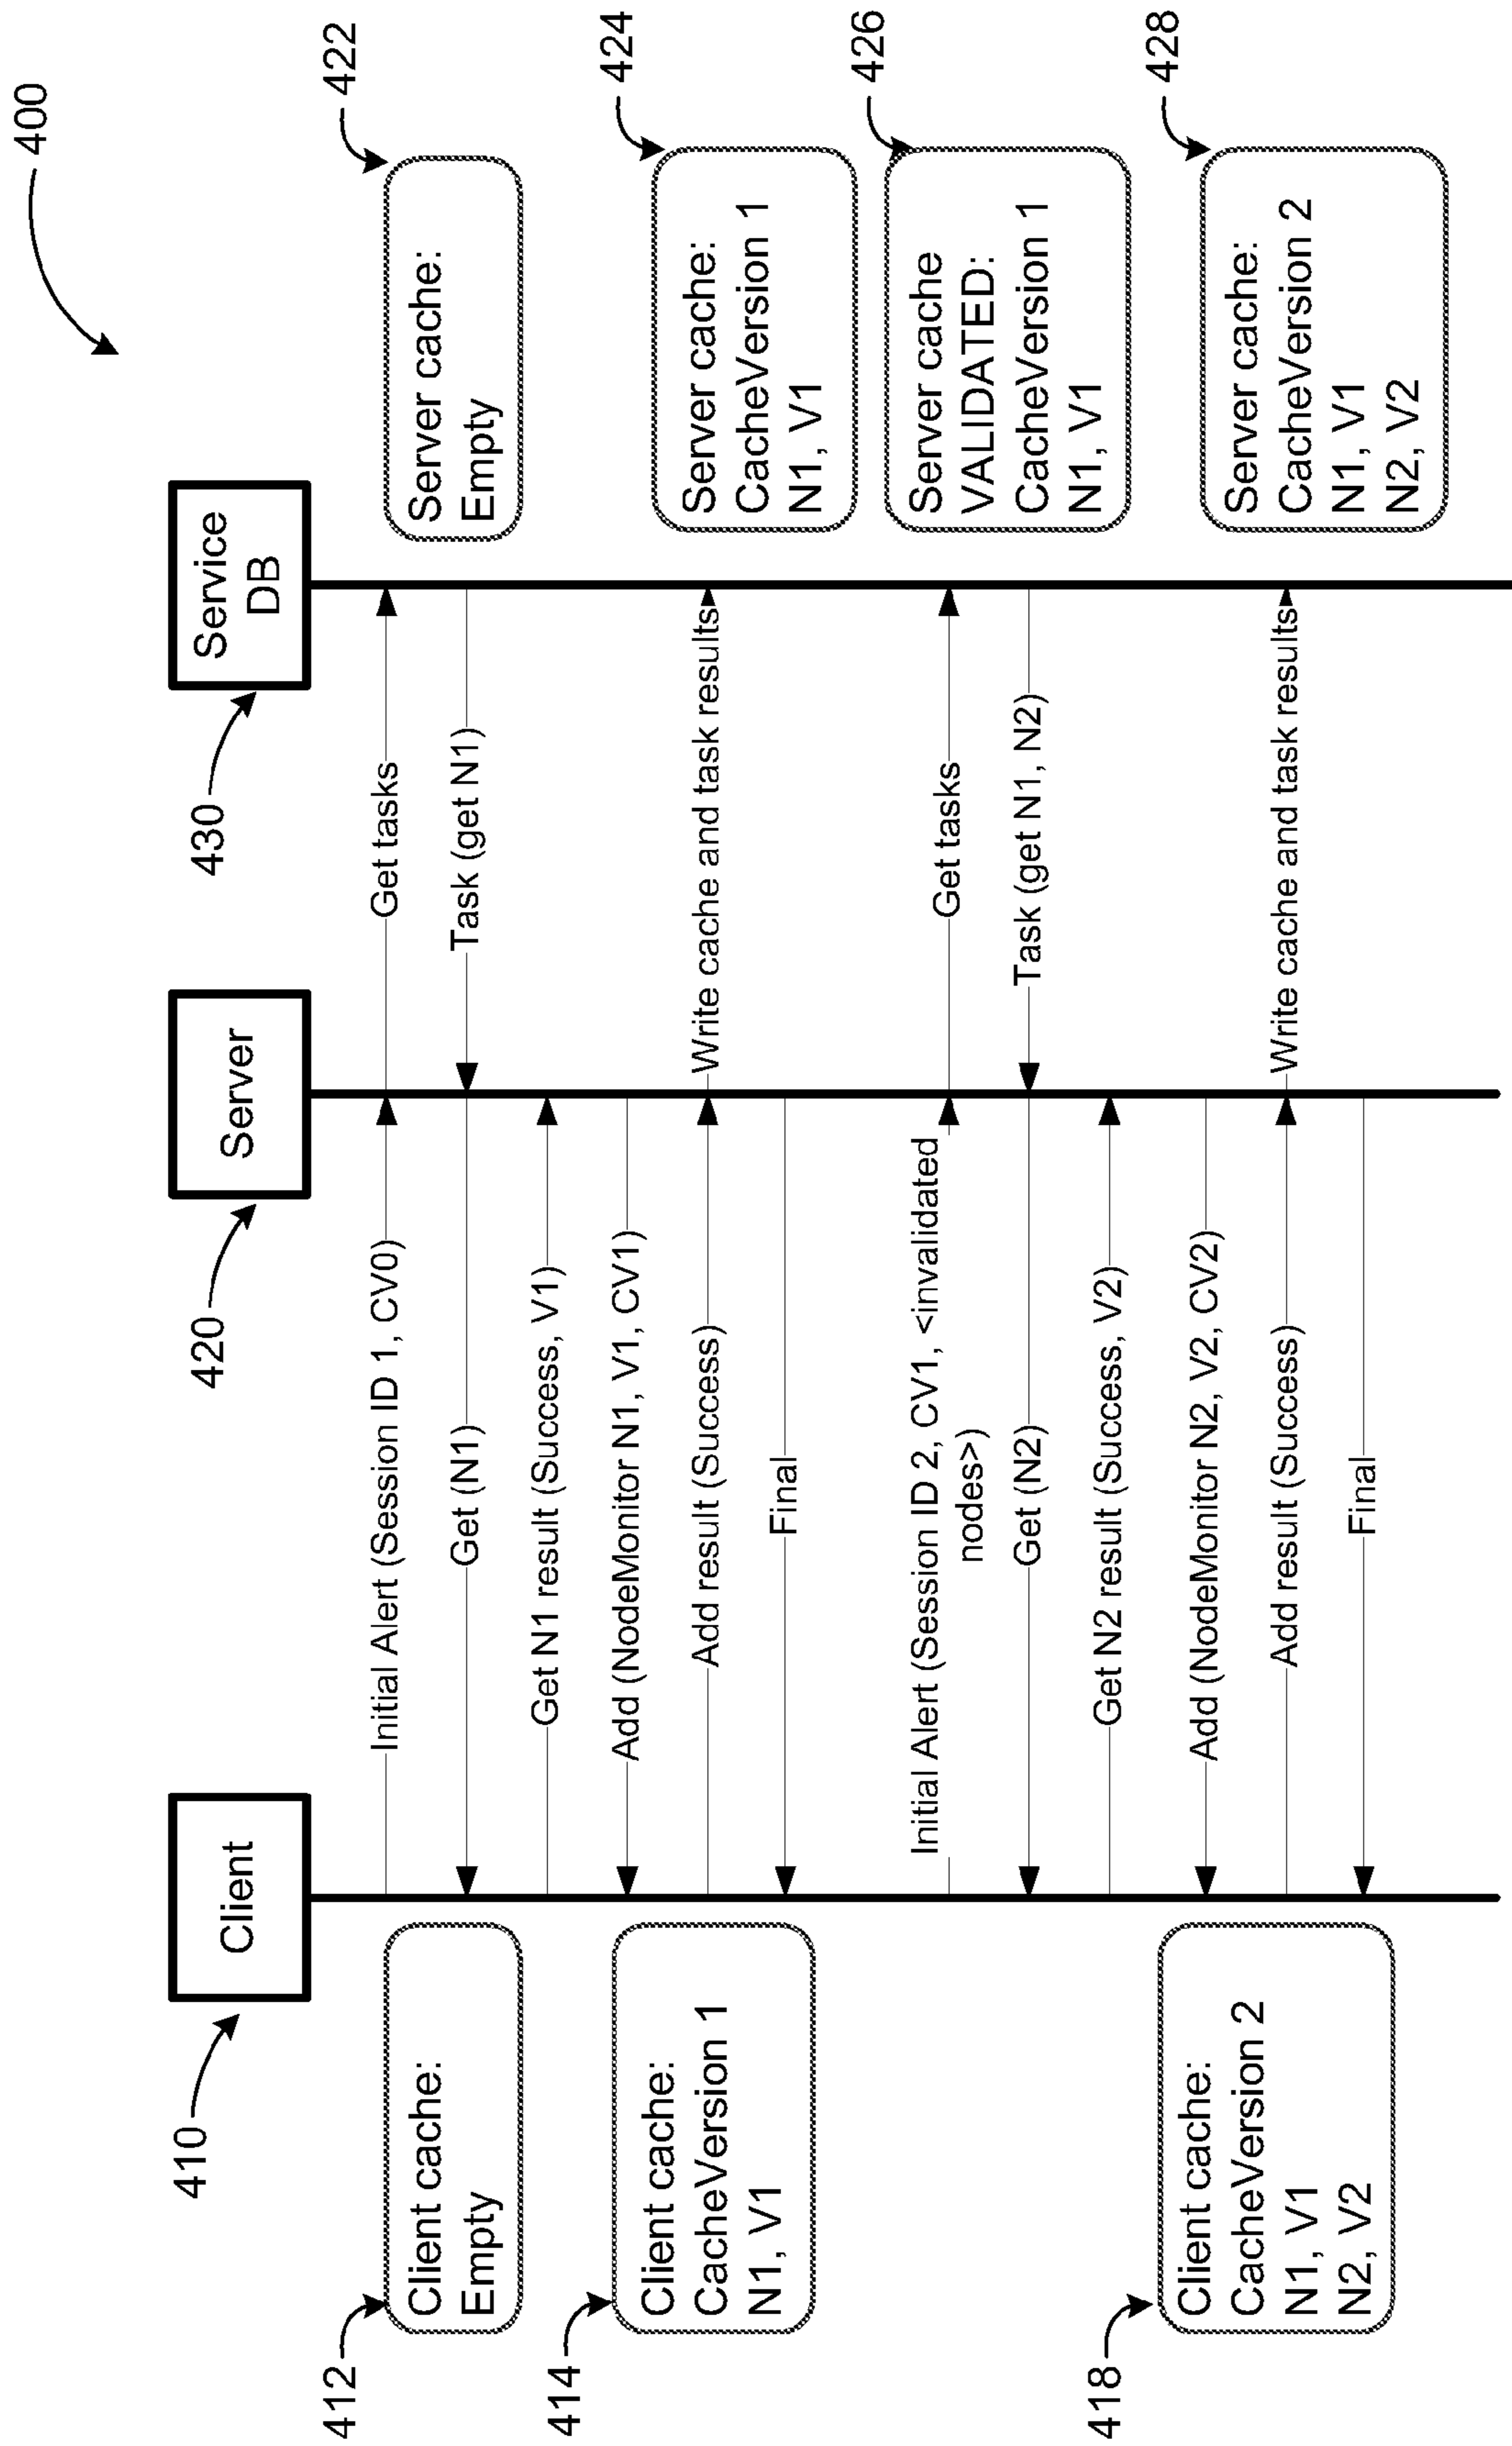 400
410
Client
420
Server
430
Service
DB
412
Client cache:
Empty
Initial Alert (Session ID 1, CV0)
Get tasks
422
Server cache:
Empty
Get (N1)
Task (get N1)
Get N1 result (Success, V1)
414
Client cache:
CacheVersion 1
N1, V1
Add (NodeMonitor N1, V1, CV1)
Add result (Success)
Write cache and task results
424
Server cache:
CacheVersion 1
N1, V1
Final
Initial Alert (Session ID 2, CV1, <invalidated
nodes>)
Get tasks
426
Server cache
VALIDATED:
CacheVersion 1
N1, V1
Get (N2)
Task (get N1, N2)
Get N2 result (Success, V2)
418
Client cache:
CacheVersion 2
N1, V1
N2, V2
Add (NodeMonitor N2, V2, CV2)
Add result (Success)
Write cache and task results
428
Server cache:
CacheVersion 2
N1, V1
N2, V2
Final